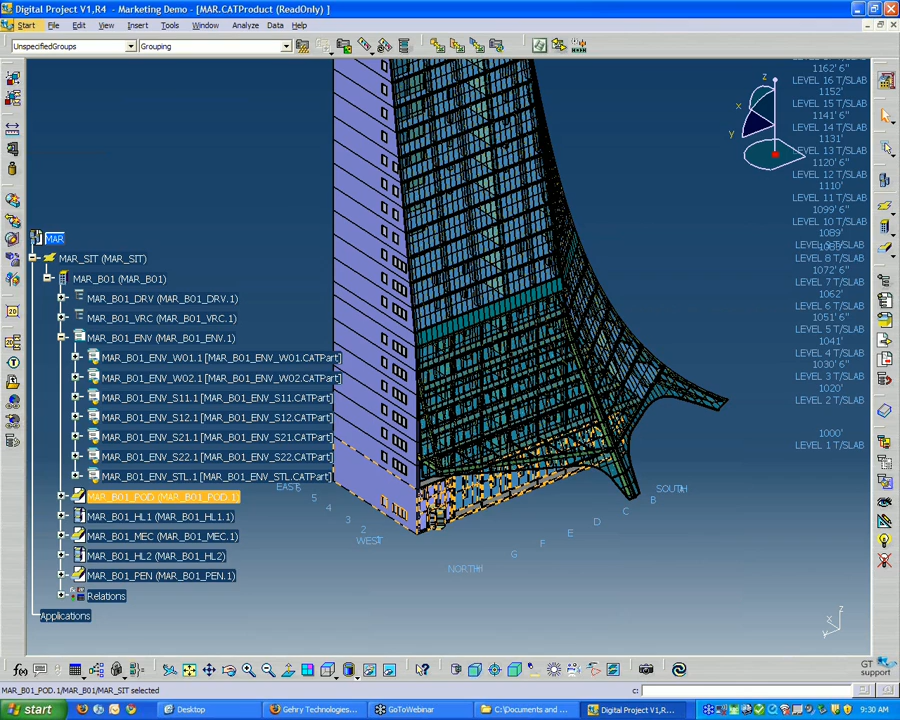 Digital Project V1,R4 - Marketing Demo - [MAR.CATProduct (ReadOnly) ]
Start File Edit View Insert Tools Window Analyze Data Help
UnspecifiedGroups Grouping
1162' 6"
LEVEL 16 T/SLAB
1152'
LEVEL 15 T/SLAB
1141' 6"
LEVEL 14 T/SLAB
1131'
LEVEL 13 T/SLAB
1120' 6"
LEVEL 12 T/SLAB
1110'
LEVEL 11 T/SLAB
1099' 6"
LEVEL 10 T/SLAB
1089'
LEVEL 8 T/SLAB
1072' 6"
LEVEL 7 T/SLAB
1062'
LEVEL 6 T/SLAB
1051' 6"
LEVEL 5 T/SLAB
1041'
LEVEL 4 T/SLAB
1030' 6"
LEVEL 3 T/SLAB
1020'
LEVEL 2 T/SLAB
1000'
LEVEL 1 T/SLAB
z
x
y
MAR
MAR_SIT (MAR_SIT)
MAR_B01 (MAR_B01)
MAR_B01_DRV (MAR_B01_DRV.1)
MAR_B01_VRC (MAR_B01_VRC.1)
MAR_B01_ENV (MAR_B01_ENV.1)
MAR_B01_ENV_W01.1 [MAR_B01_ENV_W01.CATPart]
MAR_B01_ENV_W02.1 [MAR_B01_ENV_W02.CATPart]
MAR_B01_ENV_S11.1 [MAR_B01_ENV_S11.CATPart]
MAR_B01_ENV_S12.1 [MAR_B01_ENV_S12.CATPart]
MAR_B01_ENV_S21.1 [MAR_B01_ENV_S21.CATPart]
MAR_B01_ENV_S22.1 [MAR_B01_ENV_S22.CATPart]
MAR_B01_ENV_STL.1 [MAR_B01_ENV_STL.CATPart]
MAR_B01_POD (MAR_B01_POD.1)
MAR_B01_HL1 (MAR_B01_HL1.1)
MAR_B01_MEC (MAR_B01_MEC.1)
MAR_B01_HL2 (MAR_B01_HL2)
MAR_B01_PEN (MAR_B01_PEN.1)
Relations
Applications
EAST
5
4
3
2
WEST
SOUTH
B
C
D
E
F
G
NORTH
z
x
y
GT
support
MAR_B01_POD.1/MAR_B01/MAR_SIT selected
c:
start Desktop Gehry Technologies... GoToWebinar C:\Documents and ... Digital Project V1,R4... 9:30 AM